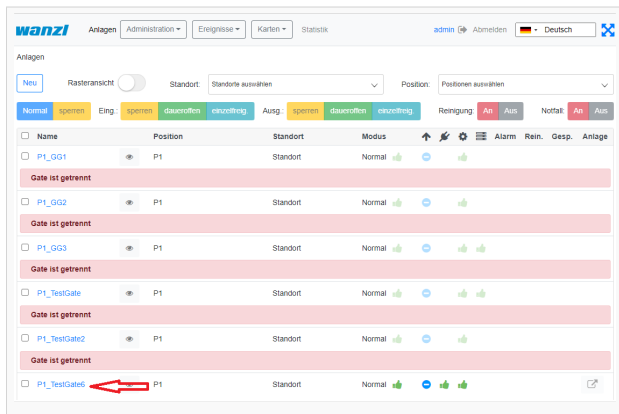 wanzl Anlagen Administration Ereignisse Karten Statistik admin Abmelden Deutsch
Anlagen
Neu Rasteransicht Standort: Standorte auswählen Position: Positionen auswählen
Normal sperren Eing.: sperren daueroffen einzelfreig. Ausg.: sperren daueroffen einzelfreig. Reinigung: An Aus Notfall: An Aus
Name Position Standort Modus Alarm Rein. Gesp. Anlage
P1_GG1 P1 Standort Normal
Gate ist getrennt
P1_GG2 P1 Standort Normal
Gate ist getrennt
P1_GG3 P1 Standort Normal
Gate ist getrennt
P1_TestGate P1 Standort Normal
Gate ist getrennt
P1_TestGate2 P1 Standort Normal
Gate ist getrennt
P1_TestGate6 P1 Standort Normal